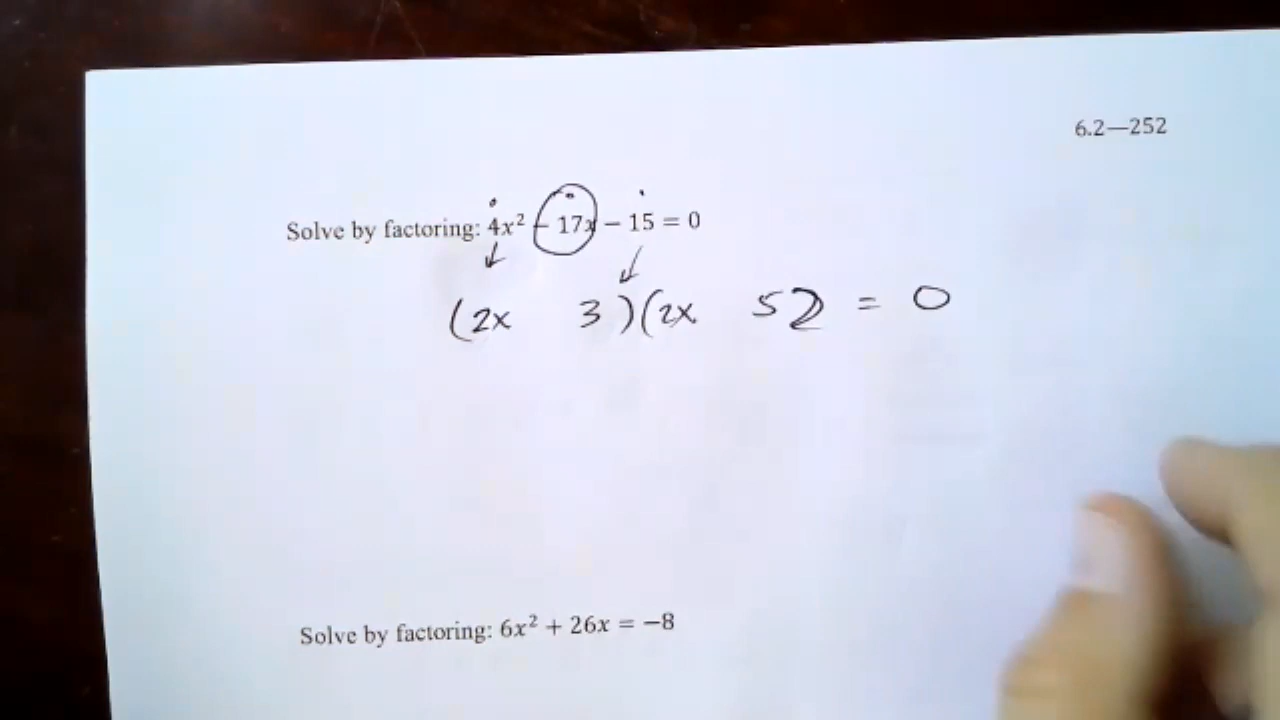 6.2—252
Solve by factoring: 4x² − 17x − 15 = 0
(2x 3)(2x 5) = 0
Solve by factoring: 6x² + 26x = −8